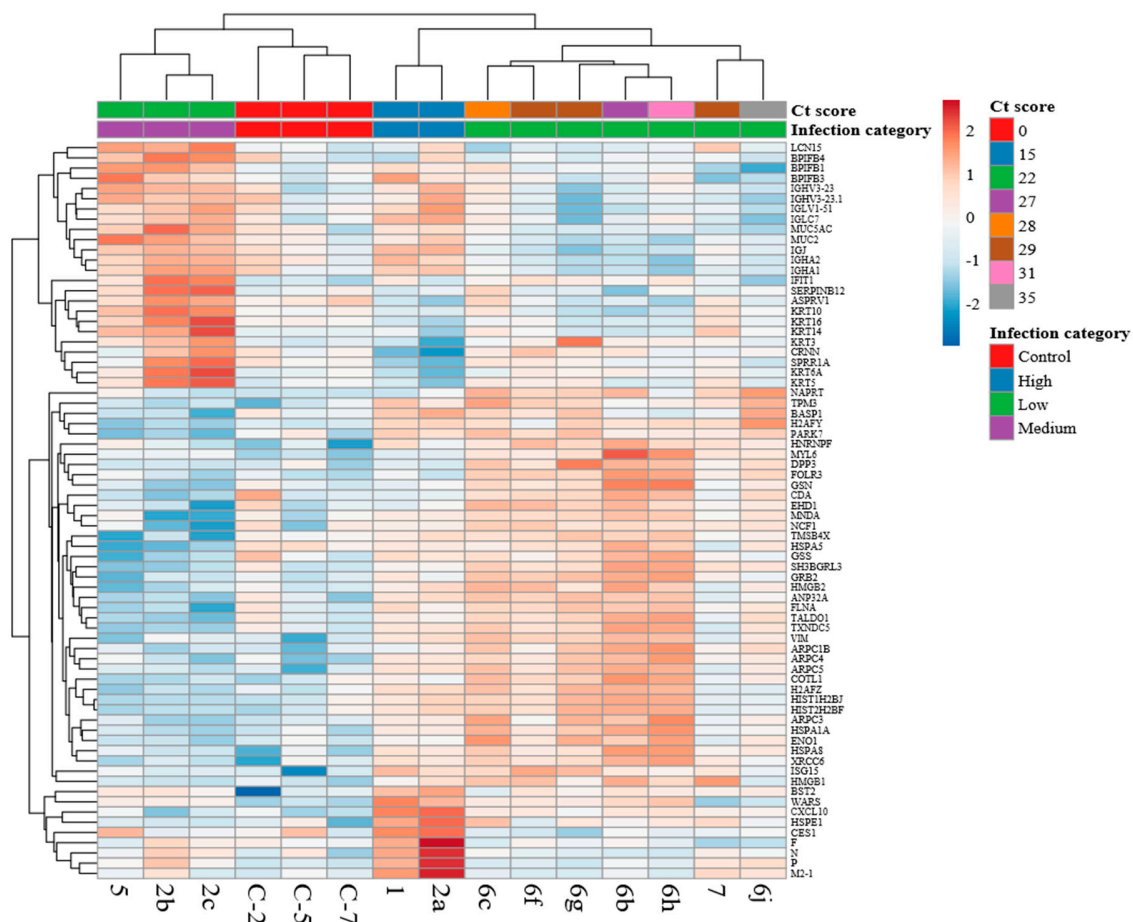 Ct score
Infection category
2
1
0
-1
-2
Ct score
0
15
22
27
28
29
31
35
Infection category
Control
High
Low
Medium
LCN15
BPIFB4
BPIFB1
BPIFB3
IGHV3-23
IGHV3-23.1
IGLV1-51
IGLC7
MUC5AC
MUC2
IGJ
IGHA2
IGHA1
IFIT1
SERPINB12
ASPRV1
KRT10
KRT16
KRT14
KRT3
CRNN
SPRR1A
KRT6A
KRT5
NAPRT
TPM3
BASP1
H2AFY
PARK7
HNRNPF
MYL6
DPP3
FOLR3
GSN
CDA
EHD1
MNDA
NCF1
TMSB4X
HSPA5
GSS
SH3BGRL3
GRB2
HMGB2
ANP32A
FLNA
TALDO1
TXNDC5
VIM
ARPC1B
ARPC4
ARPC5
COTL1
H2AFZ
HIST1H2BJ
HIST2H2BF
ARPC3
HSPA1A
ENO1
HSPA8
XRCC6
ISG15
HMGB1
BST2
WARS
CXCL10
HSPE1
CES1
F
N
P
M2-1
5
2b
2c
C-2
C-5
C-7
1
2a
6c
6f
6g
6b
6h
7
6j